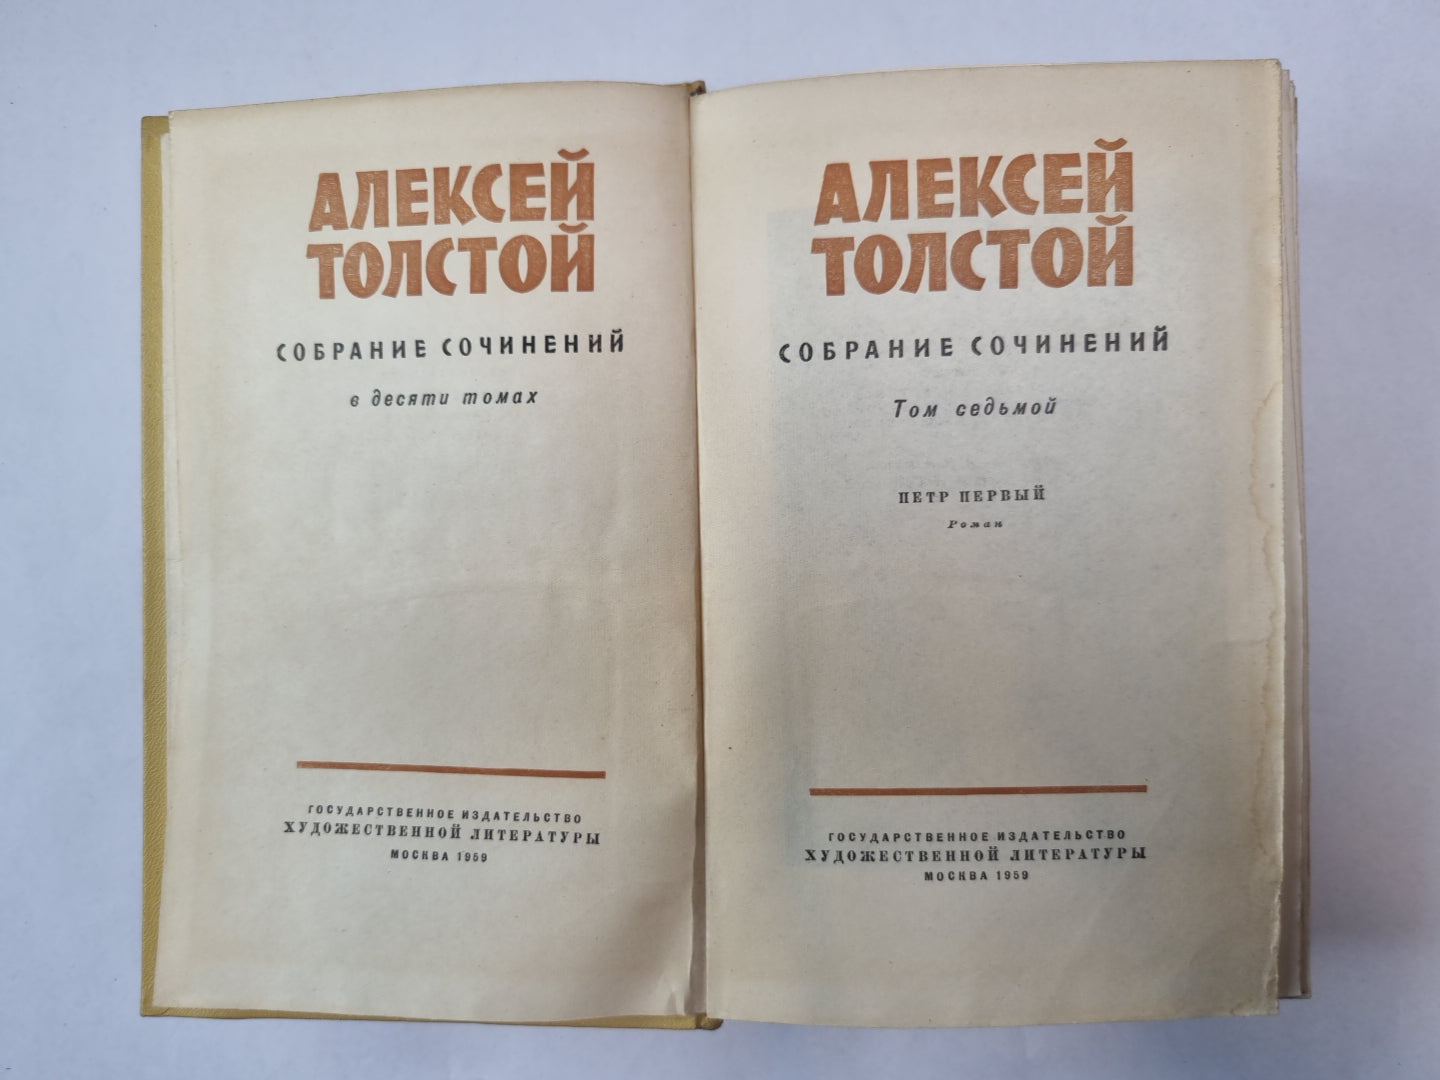 АЛЕКСЕЙ
ТОЛСТОЙ
СОБРАНИЕ СОЧИНЕНИЙ
в десяти томах
ГОСУДАРСТВЕННОЕ ИЗДАТЕЛЬСТВО
ХУДОЖЕСТВЕННОЙ ЛИТЕРАТУРЫ
МОСКВА 1959
АЛЕКСЕЙ
ТОЛСТОЙ
СОБРАНИЕ СОЧИНЕНИЙ
Том седьмой
ПЕТР ПЕРВЫЙ
Роман
ГОСУДАРСТВЕННОЕ ИЗДАТЕЛЬСТВО
ХУДОЖЕСТВЕННОЙ ЛИТЕРАТУРЫ
МОСКВА 1959